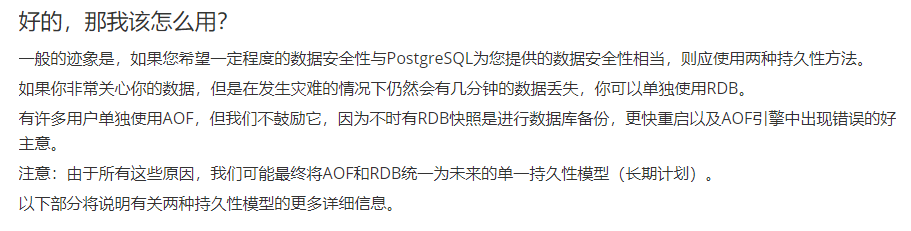 好的，那我该怎么用？
一般的迹象是，如果您希望一定程度的数据安全性与PostgreSQL为您提供的数据安全性相当，则应使用两种持久性方法。
如果你非常关心你的数据，但是在发生灾难的情况下仍然会有几分钟的数据丢失，你可以单独使用RDB。
有许多用户单独使用AOF，但我们不鼓励它，因为不时有RDB快照是进行数据库备份，更快重启以及AOF引擎中出现错误的好
主意。
注意：由于所有这些原因，我们可能最终将AOF和RDB统一为未来的单一持久性模型（长期计划）。
以下部分将说明有关两种持久性模型的更多详细信息。